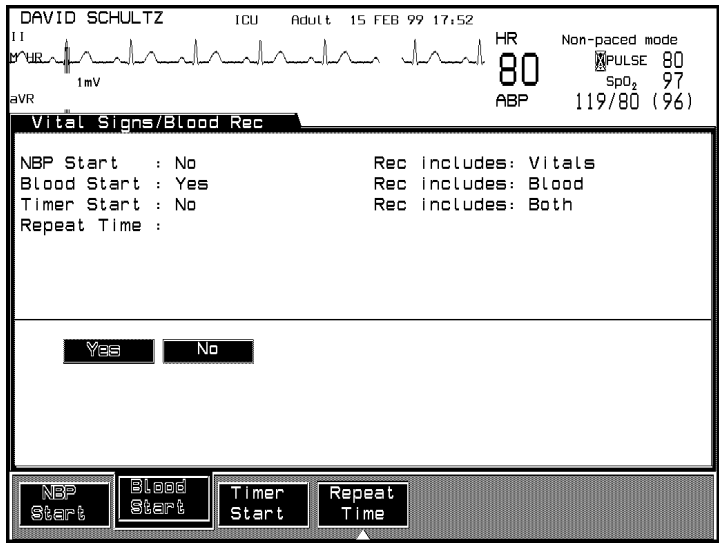 DAVID SCHULTZ ICU Adult 15 FEB 99 17:52
II
M HR
1mV
aVR
HR
80
ABP
Non-paced mode
PULSE 80
SpO₂ 97
119/80 (96)
Vital Signs/Blood Rec
NBP Start : No Rec includes: Vitals
Blood Start : Yes Rec includes: Blood
Timer Start : No Rec includes: Both
Repeat Time :
Yes No
NBP Start
Blood Start
Timer Start
Repeat Time